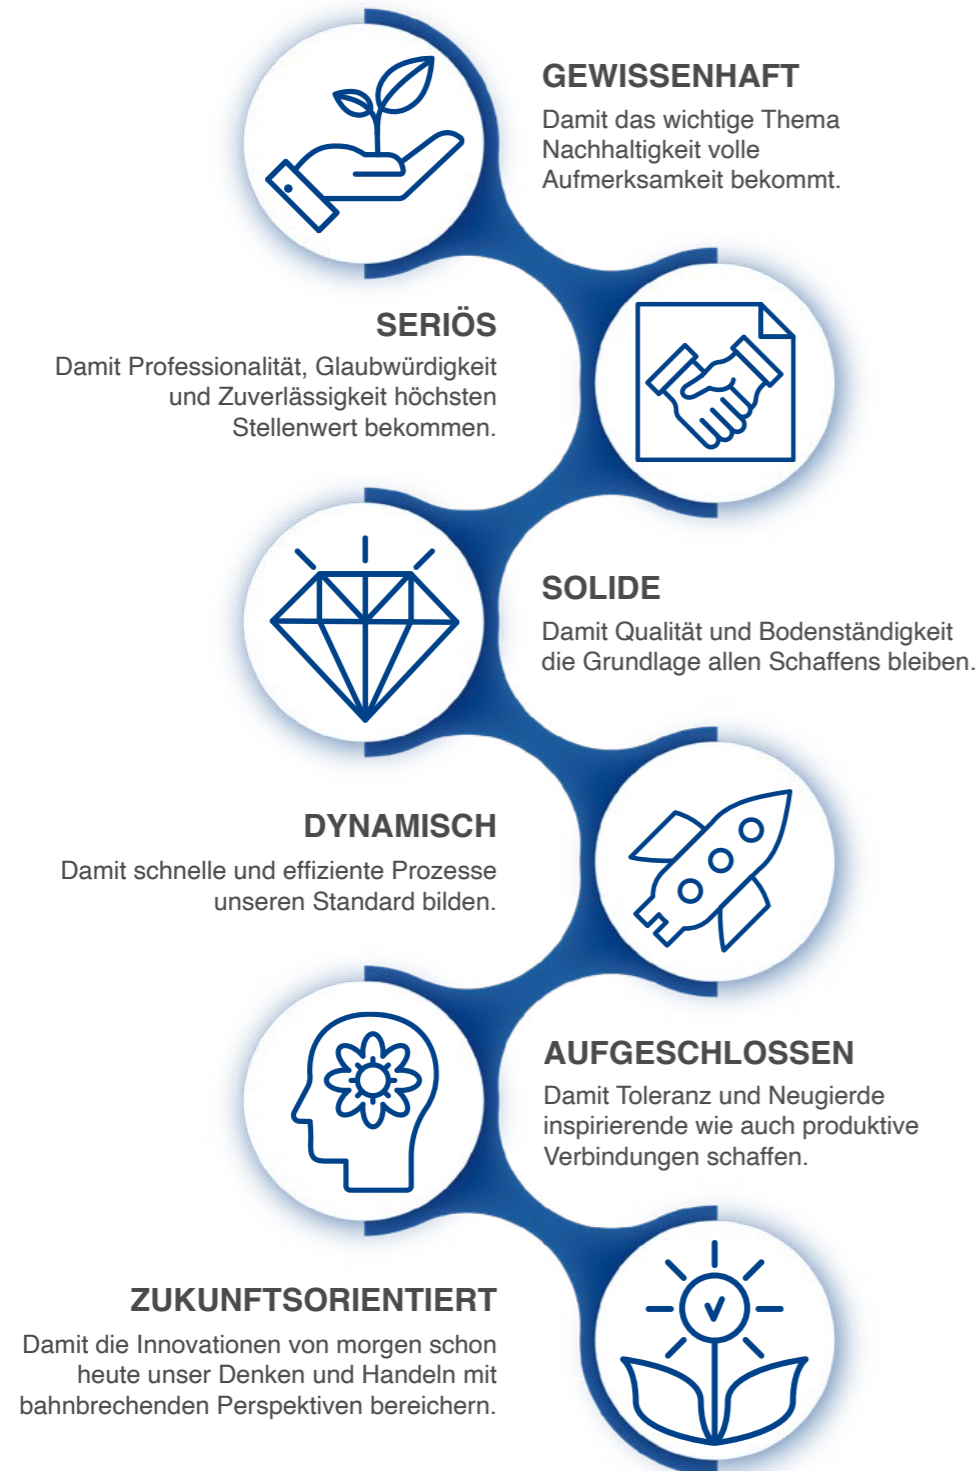 GEWISSENHAFT
Damit das wichtige Thema
Nachhaltigkeit volle
Aufmerksamkeit bekommt.
SERIÖS
Damit Professionalität, Glaubwürdigkeit
und Zuverlässigkeit höchsten
Stellenwert bekommen.
SOLIDE
Damit Qualität und Bodenständigkeit
die Grundlage allen Schaffens bleiben.
DYNAMISCH
Damit schnelle und effiziente Prozesse
unseren Standard bilden.
AUFGESCHLOSSEN
Damit Toleranz und Neugierde
inspirierende wie auch produktive
Verbindungen schaffen.
ZUKUNFTSORIENTIERT
Damit die Innovationen von morgen schon
heute unser Denken und Handeln mit
bahnbrechenden Perspektiven bereichern.